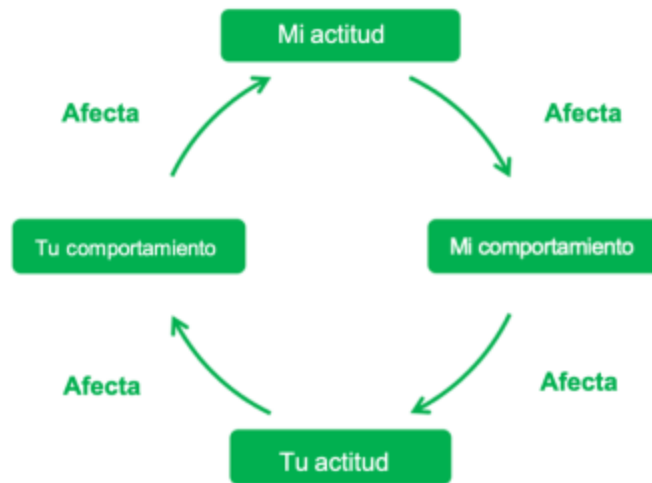 Mi actitud
Afecta
Afecta
Tu comportamiento
Mi comportamiento
Afecta
Afecta
Tu actitud